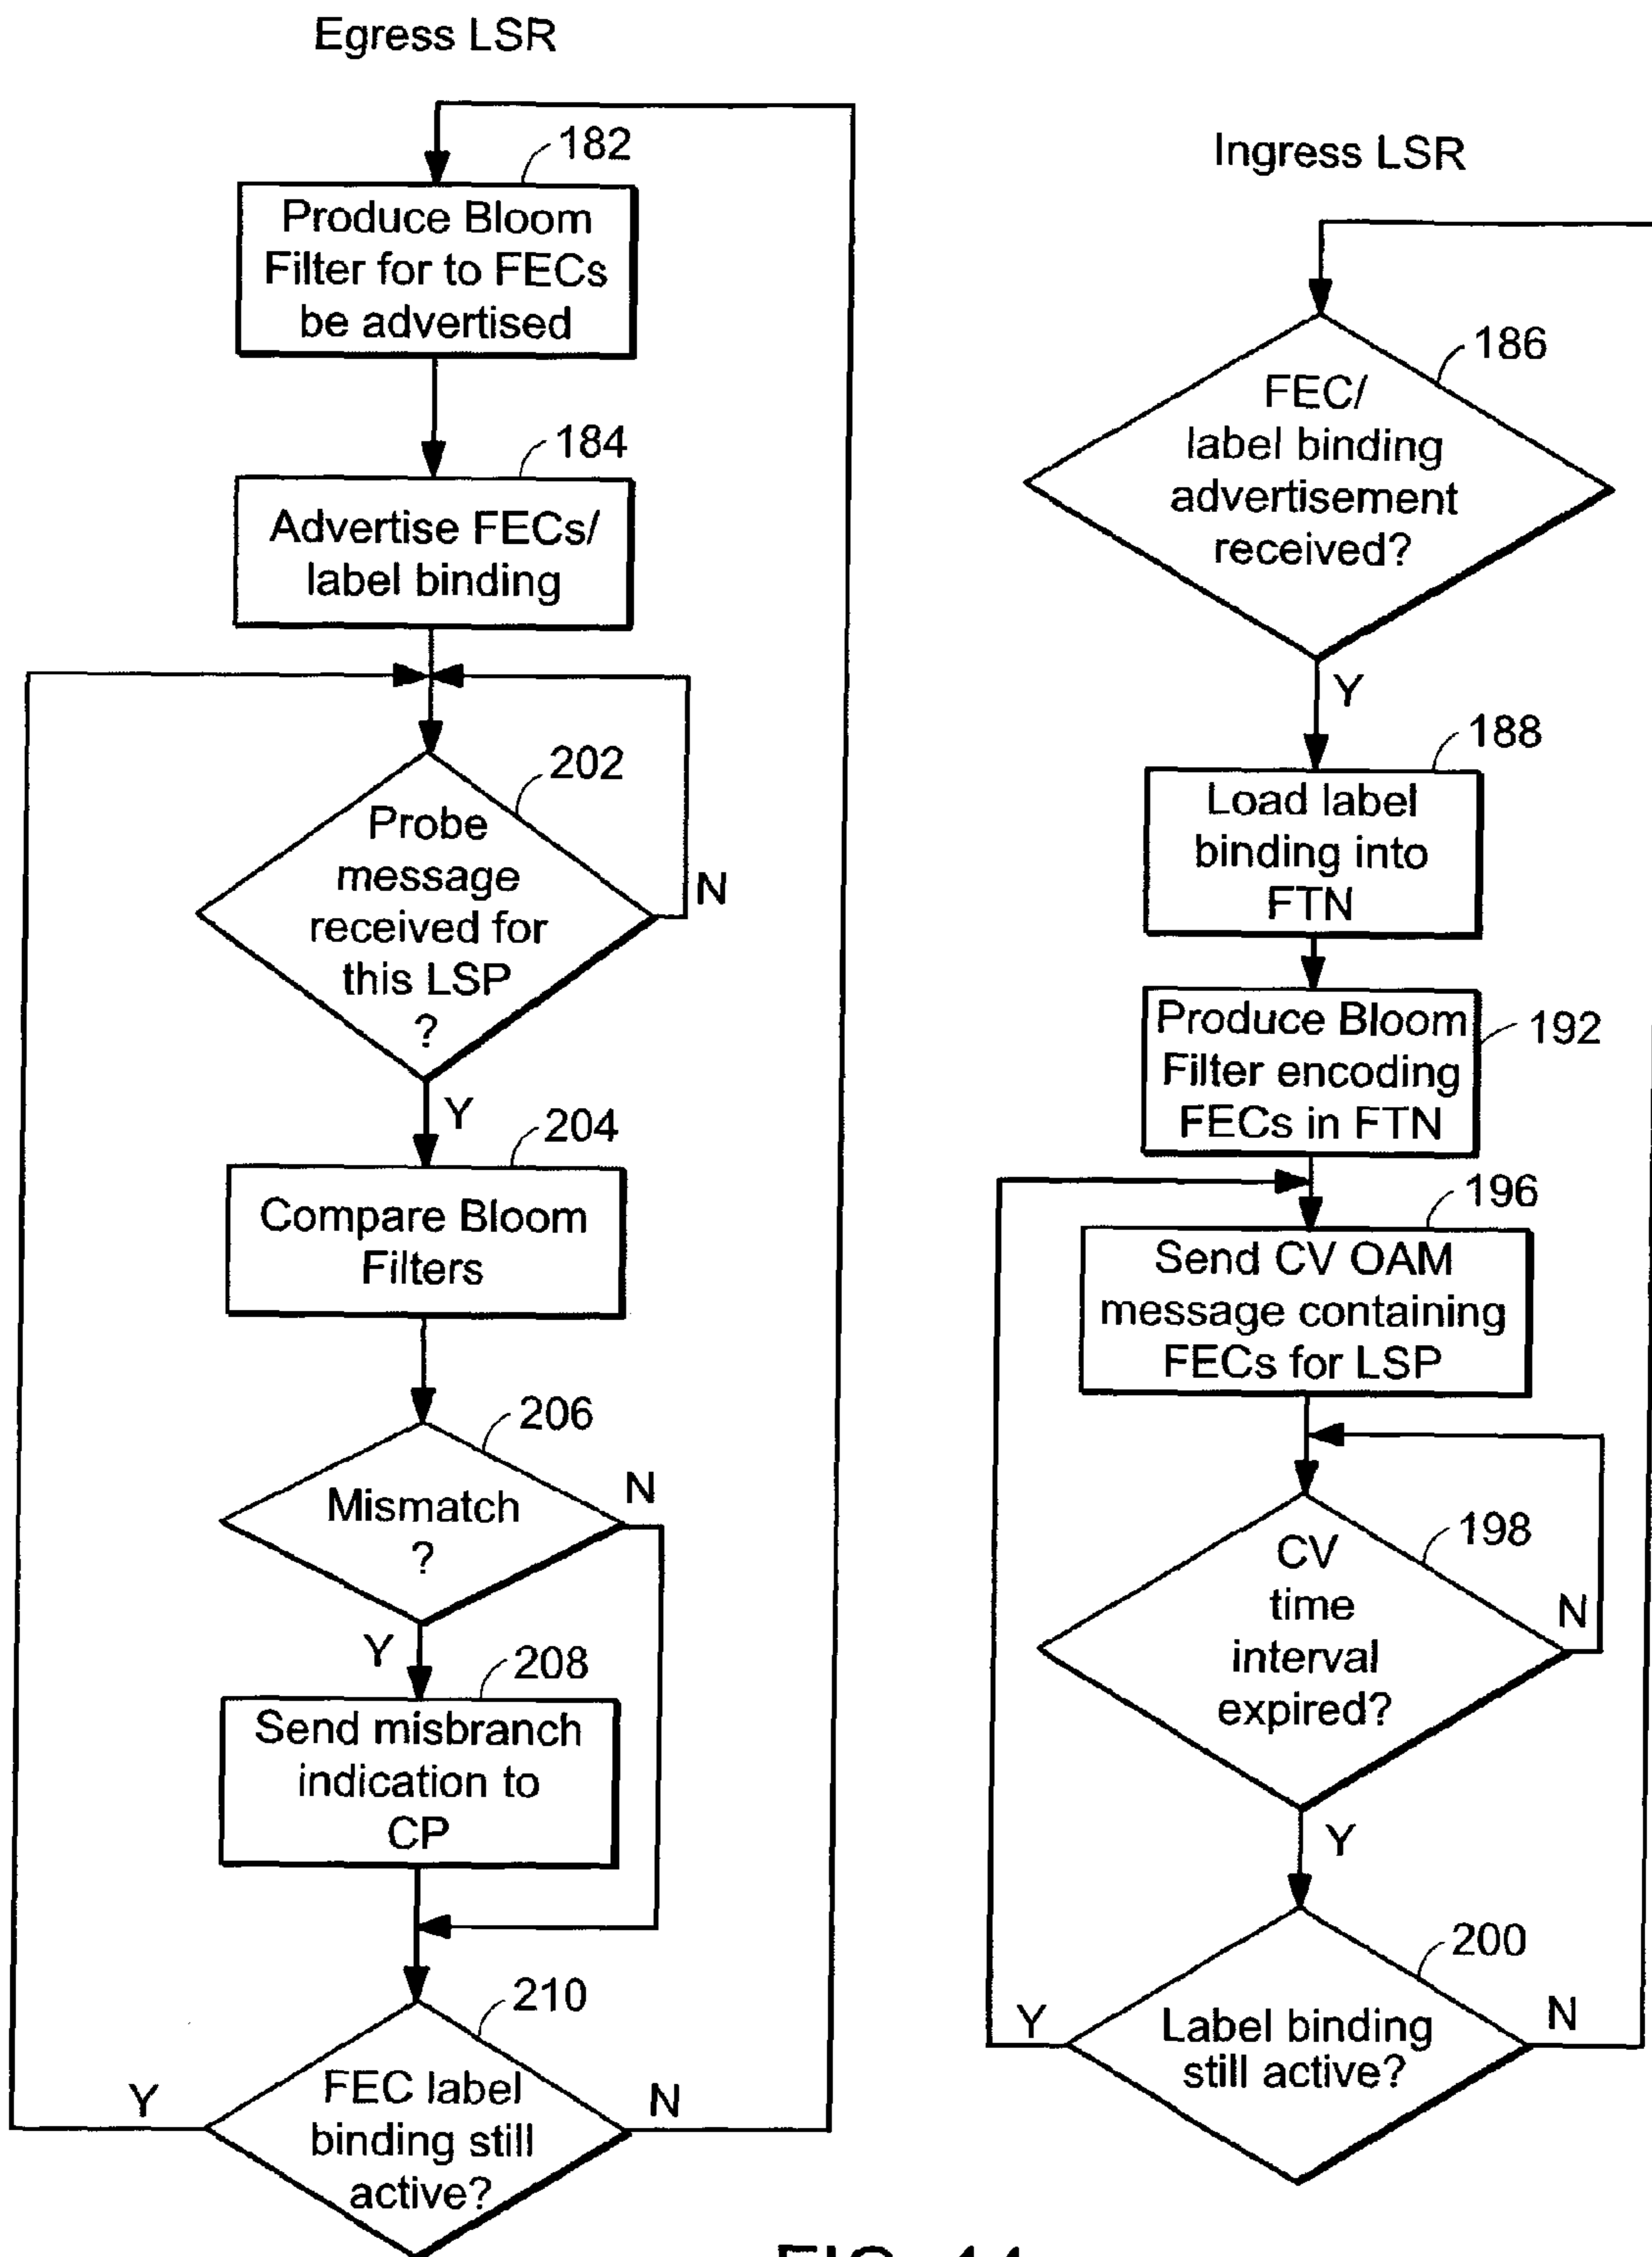 Egress LSR
182
Produce Bloom
Filter for to FECs
be advertised
184
Advertise FECs/
label binding
202
Probe
message
received for
this LSP
?
N
Y
204
Compare Bloom
Filters
206
Mismatch
?
N
Y
208
Send misbranch
indication to
CP
210
FEC label
binding still
active?
Y
N
Ingress LSR
186
FEC/
label binding
advertisement
received?
Y
188
Load label
binding into
FTN
192
Produce Bloom
Filter encoding
FECs in FTN
196
Send CV OAM
message containing
FECs for LSP
198
CV
time
interval
expired?
N
Y
200
Label binding
still active?
Y
N